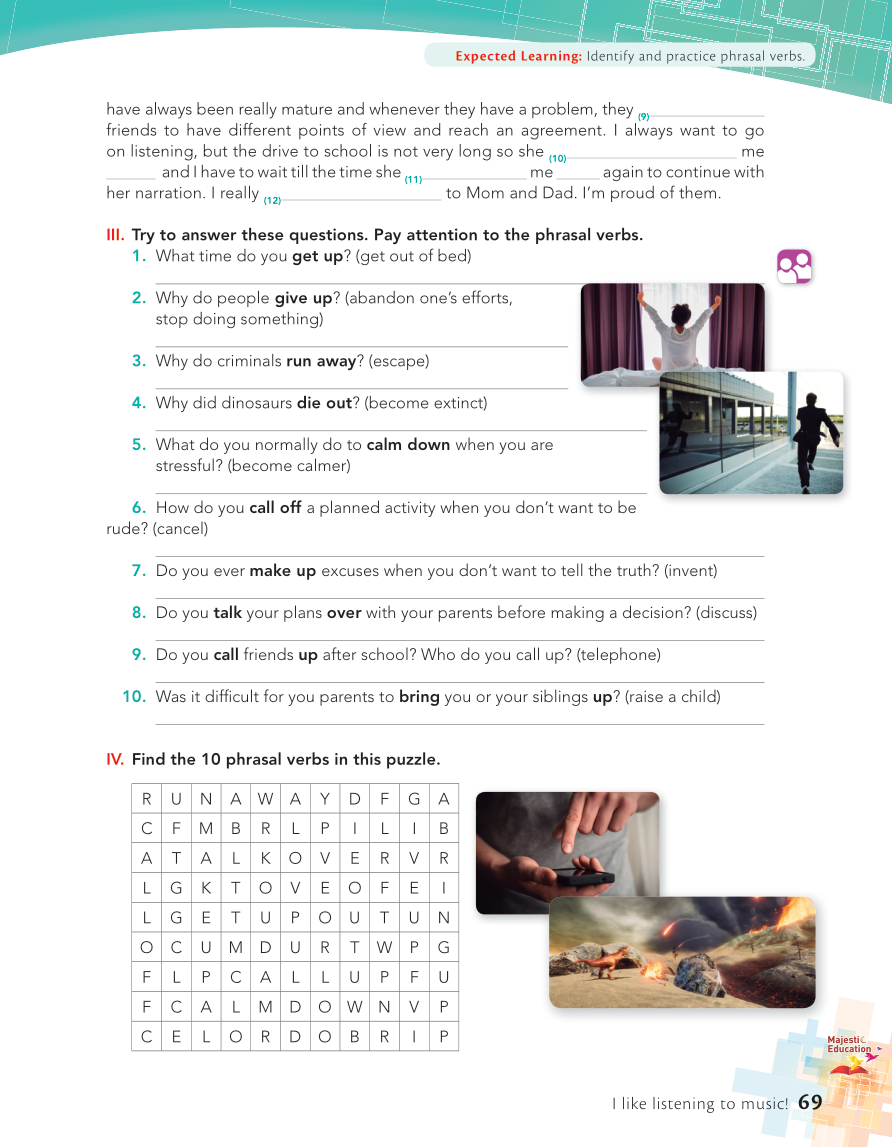 Expected Learning: Identify and practice phrasal verbs.
have always been really mature and whenever they have a problem, they (9)
friends to have different points of view and reach an agreement. I always want to go
on listening, but the drive to school is not very long so she (10) me
and I have to wait till the time she (11) me again to continue with
her narration. I really (12) to Mom and Dad. I'm proud of them.
III. Try to answer these questions. Pay attention to the phrasal verbs.
1. What time do you get up? (get out of bed)
2. Why do people give up? (abandon one's efforts,
stop doing something)
3. Why do criminals run away? (escape)
4. Why did dinosaurs die out? (become extinct)
5. What do you normally do to calm down when you are
stressful? (become calmer)
6. How do you call off a planned activity when you don't want to be
rude? (cancel)
7. Do you ever make up excuses when you don't want to tell the truth? (invent)
8. Do you talk your plans over with your parents before making a decision? (discuss)
9. Do you call friends up after school? Who do you call up? (telephone)
10. Was it difficult for you parents to bring you or your siblings up? (raise a child)
IV. Find the 10 phrasal verbs in this puzzle.
R U N A W A Y D F G A
C F M B R L P I L I B
A T A L K O V E R V R
L G K T O V E O F E I
L G E T U P O U T U N
O C U M D U R T W P G
F L P C A L L U P F U
F C A L M D O W N V P
C E L O R D O B R I P
Majestic
Education
I like listening to music! 69